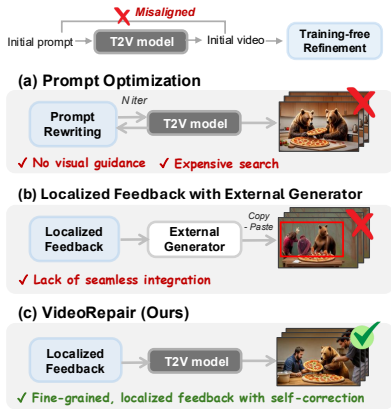 Misaligned
Initial prompt
T2V model
Initial video
Training-free
Refinement
(a) Prompt Optimization
Prompt
Rewriting
N iter
T2V model
✓ No visual guidance ✓ Expensive search
(b) Localized Feedback with External Generator
Localized
Feedback
External
Generator
Copy
- Paste
✓ Lack of seamless integration
(c) VideoRepair (Ours)
Localized
Feedback
T2V model
✓ Fine-grained, localized feedback with self-correction